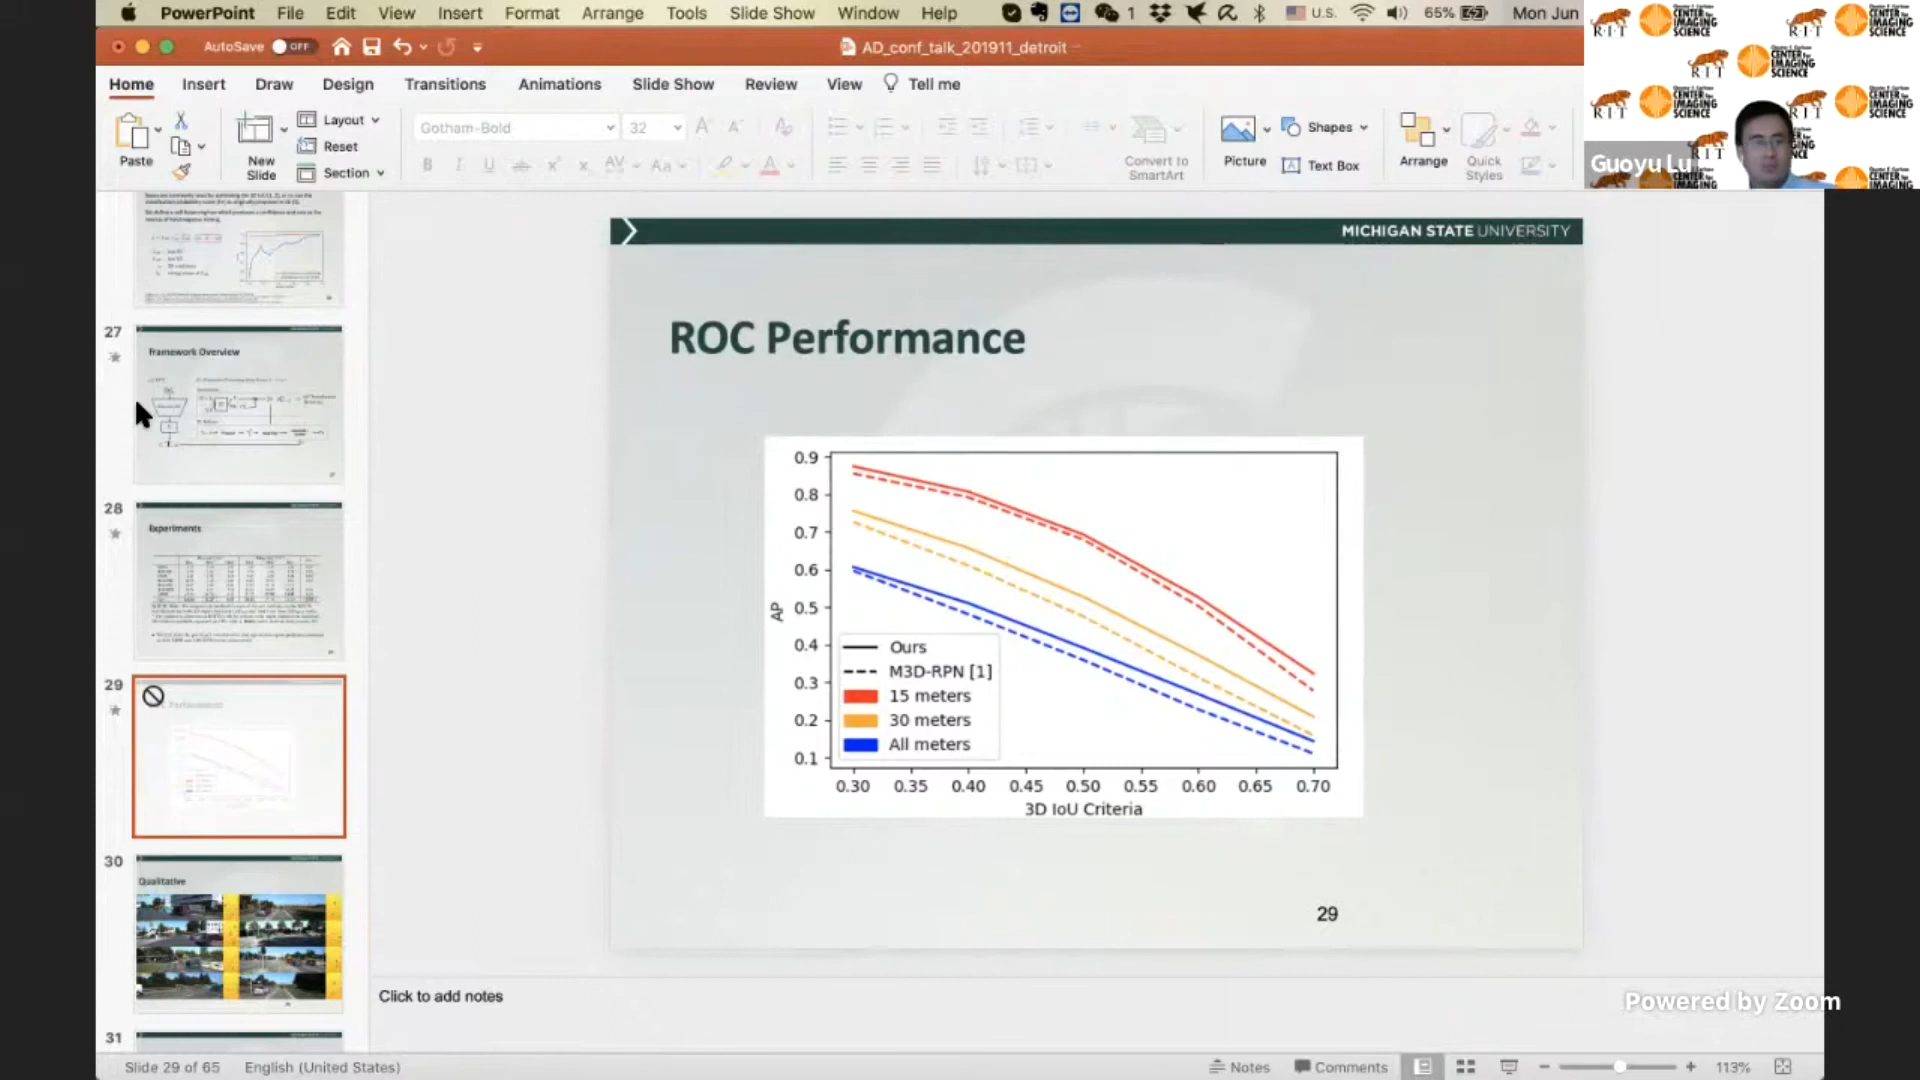 PowerPoint File Edit View Insert Format Arrange Tools Slide Show Window Help 1 U.S. 65% Mon Jun
AutoSave OFF AD_conf_talk_201911_detroit
Home Insert Draw Design Transitions Animations Slide Show Review View Tell me
Paste
New
Slide
Layout
Reset
Section
Gotham-Bold 32
Convert to
SmartArt
Picture
Shapes
Text Box
Arrange
Quick
Styles
RIT
CENTER for
IMAGING
SCIENCE
Guoyu Lu
27
Framework Overview
28
Experiments
29
30
Qualitative
31
MICHIGAN STATE UNIVERSITY
ROC Performance
0.9
0.8
0.7
0.6
0.5
0.4
0.3
0.2
0.1
AP
Ours
M3D-RPN [1]
15 meters
30 meters
All meters
0.30 0.35 0.40 0.45 0.50 0.55 0.60 0.65 0.70
3D IoU Criteria
29
Click to add notes
Powered by Zoom
Slide 29 of 65 English (United States) Notes Comments 113%